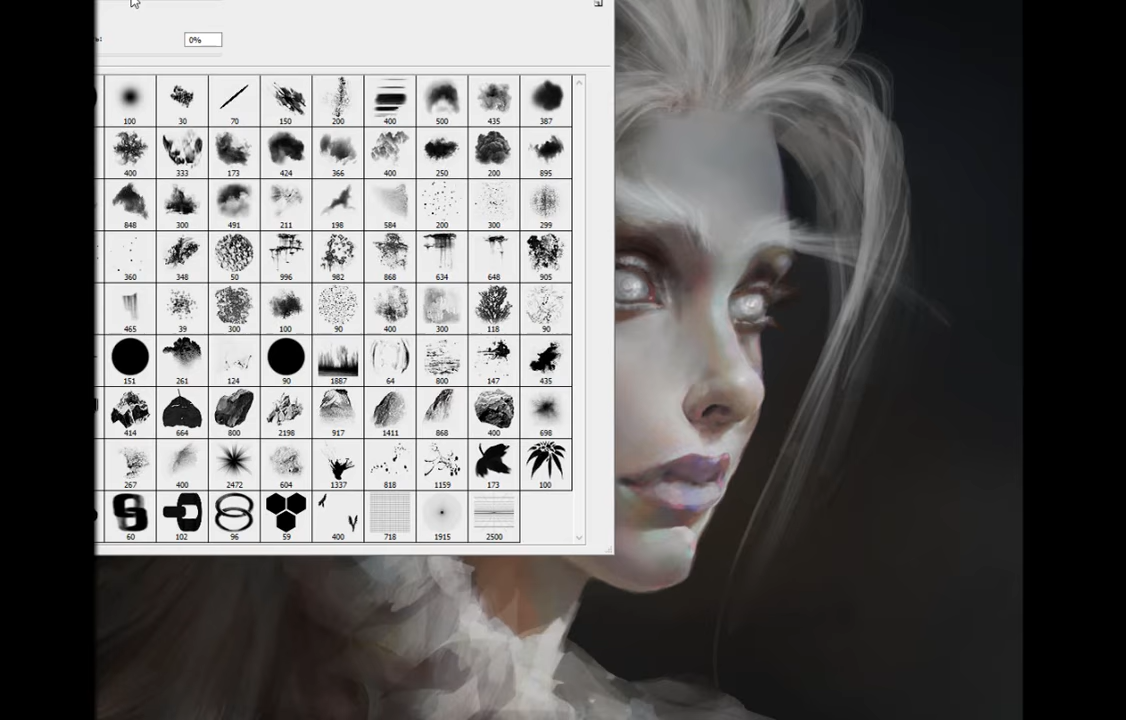 0%
100 30 70 150 200 400 500 435 387
400 333 173 424 366 400 250 200 895
848 300 491 211 198 584 200 300 299
360 348 50 996 982 868 634 648 905
465 39 300 100 90 400 300 118 90
151 261 124 90 1887 64 800 147 435
414 664 800 2198 917 1411 868 400 698
267 400 2472 604 1337 818 1159 173 100
60 102 96 59 400 718 1915 2500